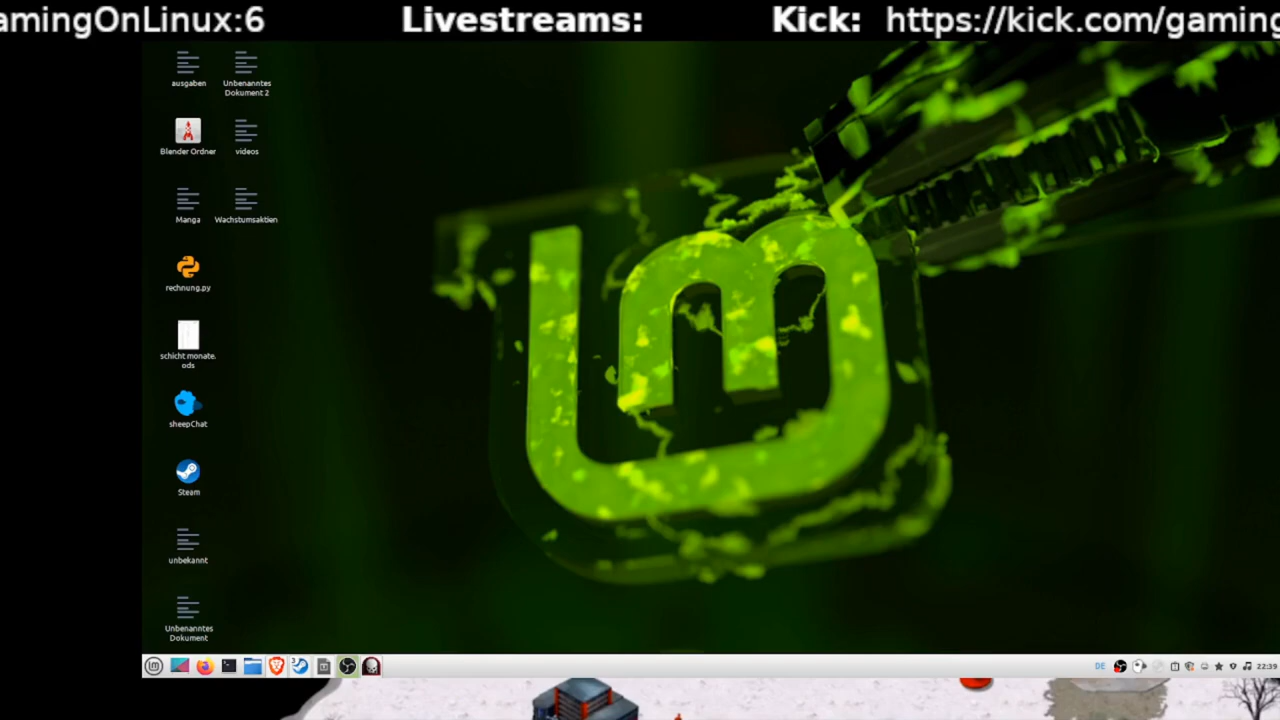 amingOnLinux:6 Livestreams: Kick: https://kick.com/gaming
ausgaben
Unbenanntes
Dokument 2
Blender Ordner
videos
Manga
Wachstumsaktien
rechnung.py
schicht monate.
ods
sheepChat
Steam
unbekannt
Unbenanntes
Dokument
DE
22:39